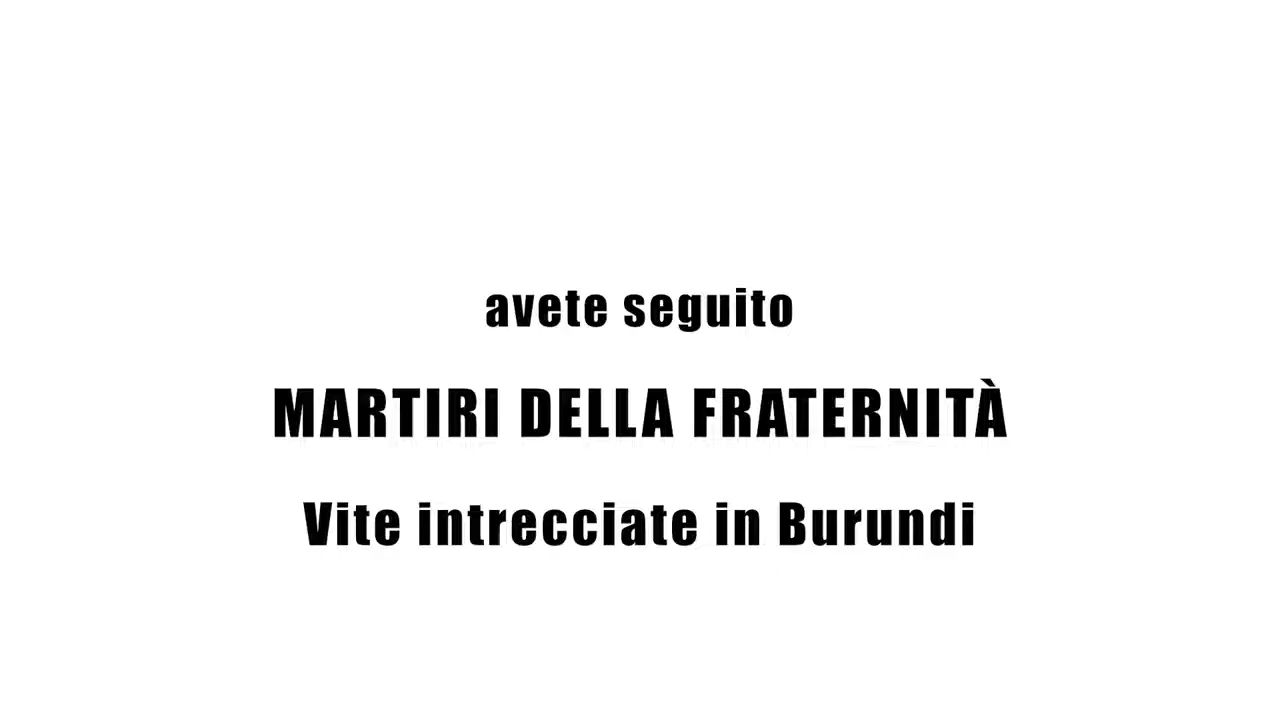 avete seguito
MARTIRI DELLA FRATERNITÀ
Vite intrecciate in Burundi